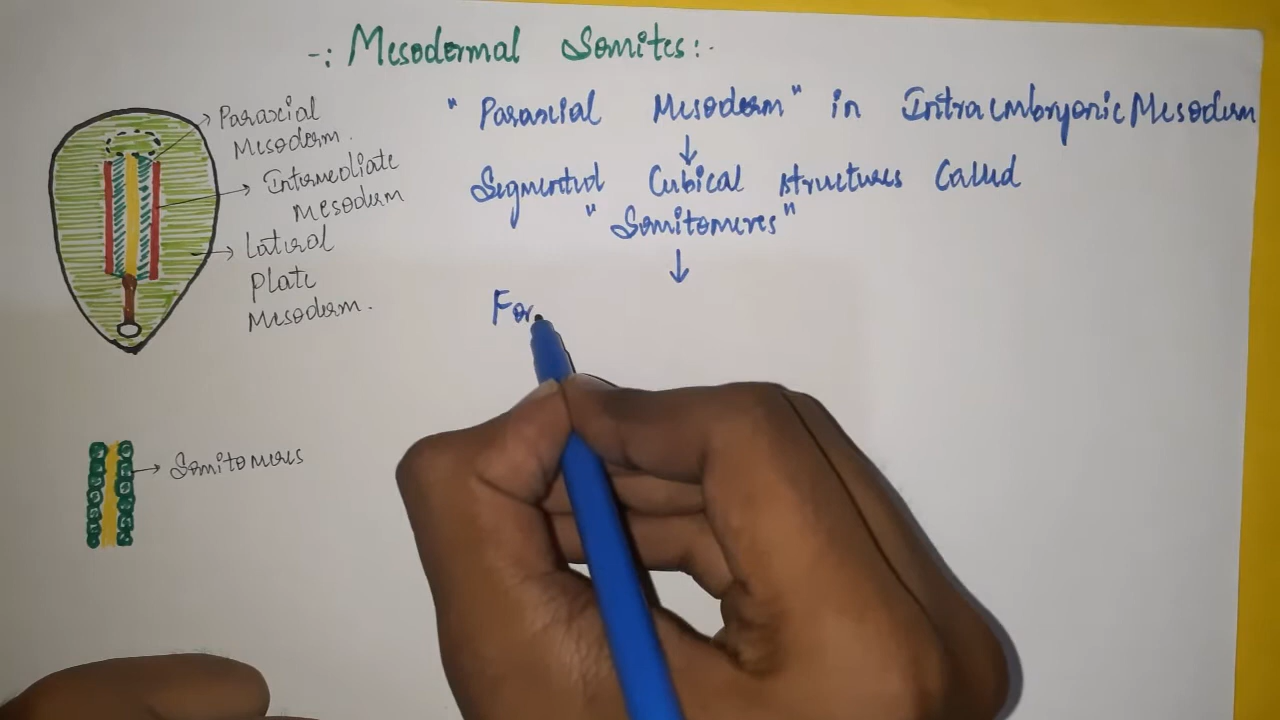 -: Mesodermal Somites:-
Paraxial
Mesoderm.
Intermediate
Mesoderm
Lateral
Plate
Mesoderm.
"Paraxial Mesoderm" in Intraembryonic Mesoderm
↓
Segmented Cubical structures Called
"Somitomeres"
↓
For
Somitomeres